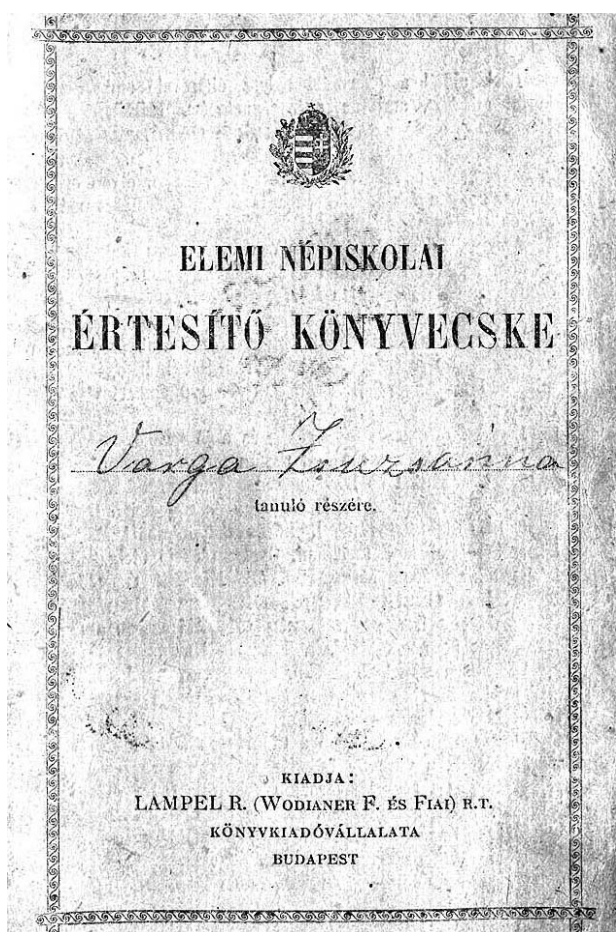 ELEMI NÉPISKOLAI
ÉRTESÍTŐ KÖNYVECSKE
Varga Zsuzsanna
tanuló részére.
KIADJA:
LAMPEL R. (WODIANER F. ÉS FIAI) R.T.
KÖNYVKIADÓVÁLLALATA
BUDAPEST